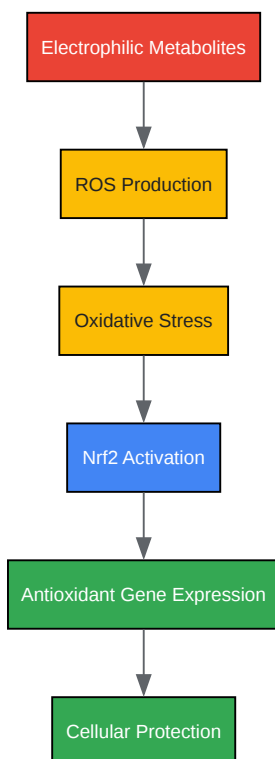 Electrophilic Metabolites
ROS Production
Oxidative Stress
Nrf2 Activation
Antioxidant Gene Expression
Cellular Protection